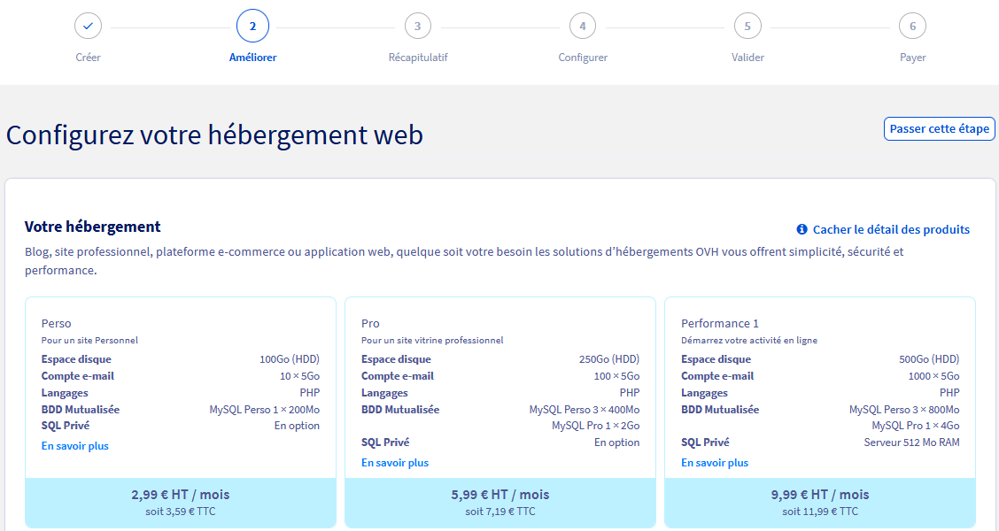 2
3
4
5
6
Créer
Améliorer
Récapitulatif
Configurer
Valider
Payer
Configurez votre hébergement web
Passer cette étape
Votre hébergement
Cacher le détail des produits
Blog, site professionnel, plateforme e-commerce ou application web, quelque soit votre besoin les solutions d'hébergements OVH vous offrent simplicité, sécurité et
performance.
Perso
Pour un site Personnel
Espace disque 100Go (HDD)
Compte e-mail 10 × 5Go
Langages PHP
BDD Mutualisée MySQL Perso 1 × 200Mo
SQL Privé En option
En savoir plus
2,99 € HT / mois
soit 3,59 € TTC
Pro
Pour un site vitrine professionnel
Espace disque 250Go (HDD)
Compte e-mail 100 × 5Go
Langages PHP
BDD Mutualisée MySQL Perso 3 × 400Mo
MySQL Pro 1 × 2Go
SQL Privé En option
En savoir plus
5,99 € HT / mois
soit 7,19 € TTC
Performance 1
Démarrez votre activité en ligne
Espace disque 500Go (HDD)
Compte e-mail 1000 × 5Go
Langages PHP
BDD Mutualisée MySQL Perso 3 × 800Mo
MySQL Pro 1 × 4Go
SQL Privé Serveur 512 Mo RAM
En savoir plus
9,99 € HT / mois
soit 11,99 € TTC